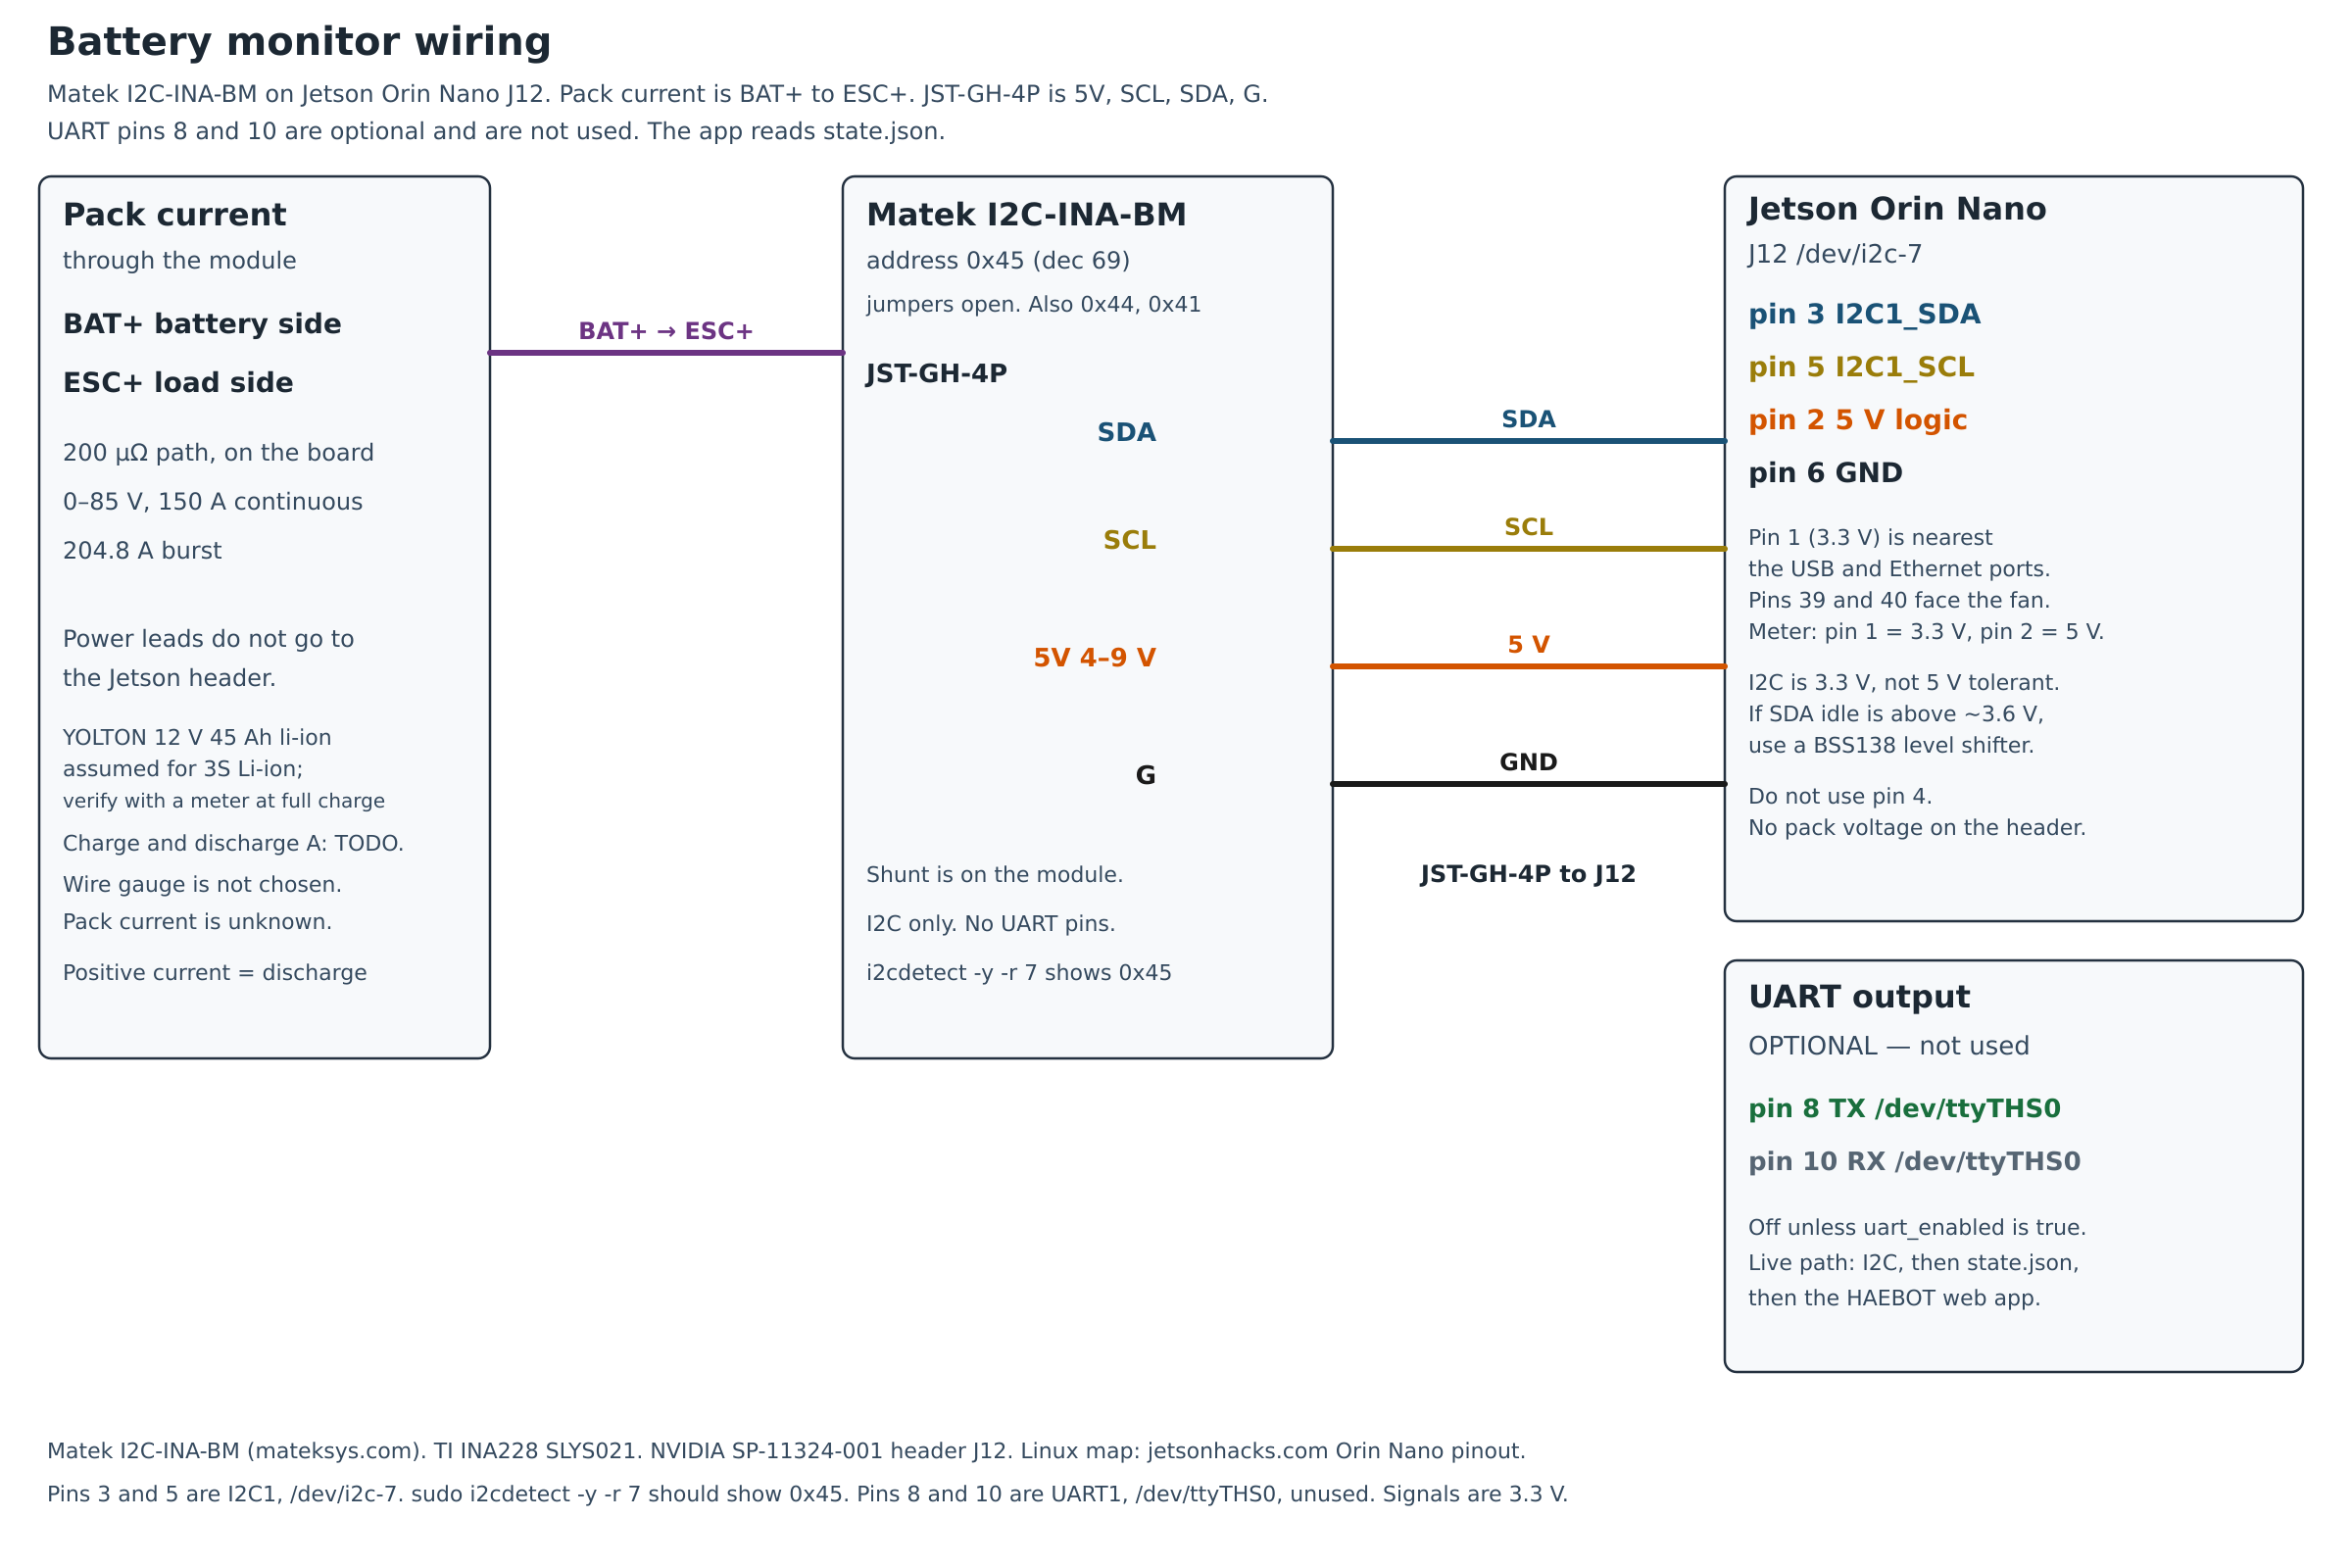 Battery monitor wiring
Matek I2C-INA-BM on Jetson Orin Nano J12. Pack current is BAT+ to ESC+. JST-GH-4P is 5V, SCL, SDA, G.
UART pins 8 and 10 are optional and are not used. The app reads state.json.
Pack current
through the module
BAT+ battery side
ESC+ load side
200 µΩ path, on the board
0–85 V, 150 A continuous
204.8 A burst
Power leads do not go to
the Jetson header.
YOLTON 12 V 45 Ah li-ion
assumed for 3S Li-ion;
verify with a meter at full charge
Charge and discharge A: TODO.
Wire gauge is not chosen.
Pack current is unknown.
Positive current = discharge
BAT+ → ESC+
Matek I2C-INA-BM
address 0x45 (dec 69)
jumpers open. Also 0x44, 0x41
JST-GH-4P
SDA
SCL
5V 4–9 V
G
Shunt is on the module.
I2C only. No UART pins.
i2cdetect -y -r 7 shows 0x45
SDA
SCL
5 V
GND
JST-GH-4P to J12
Jetson Orin Nano
J12 /dev/i2c-7
pin 3 I2C1_SDA
pin 5 I2C1_SCL
pin 2 5 V logic
pin 6 GND
Pin 1 (3.3 V) is nearest
the USB and Ethernet ports.
Pins 39 and 40 face the fan.
Meter: pin 1 = 3.3 V, pin 2 = 5 V.
I2C is 3.3 V, not 5 V tolerant.
If SDA idle is above ~3.6 V,
use a BSS138 level shifter.
Do not use pin 4.
No pack voltage on the header.
UART output
OPTIONAL — not used
pin 8 TX /dev/ttyTHS0
pin 10 RX /dev/ttyTHS0
Off unless uart_enabled is true.
Live path: I2C, then state.json,
then the HAEBOT web app.
Matek I2C-INA-BM (mateksys.com). TI INA228 SLYS021. NVIDIA SP-11324-001 header J12. Linux map: jetsonhacks.com Orin Nano pinout.
Pins 3 and 5 are I2C1, /dev/i2c-7. sudo i2cdetect -y -r 7 should show 0x45. Pins 8 and 10 are UART1, /dev/ttyTHS0, unused. Signals are 3.3 V.